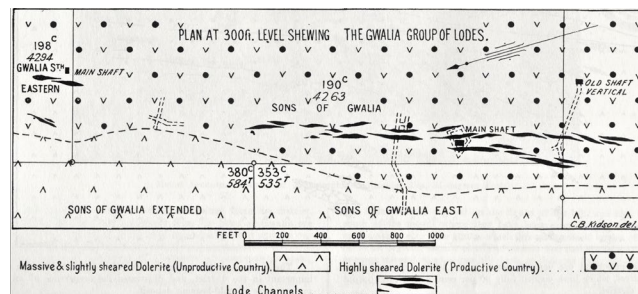 PLAN AT 300ft. LEVEL SHEWING THE GWALIA GROUP OF LODES.
198ᶜ
4294
GWALIA STH
MAIN SHAFT
EASTERN
190ᶜ
4263
SONS OF GWALIA
OLD SHAFT
VERTICAL
MAIN SHAFT
380ᶜ 353ᶜ
584ᵀ 535ᵀ
SONS OF GWALIA EXTENDED
SONS OF GWALIA EAST
C.B. Kidson del.
FEET 0 200 400 600 800 1000
Massive & slightly sheared Dolerite (Unproductive Country).
Highly sheared Dolerite (Productive Country).....
Lode Channels